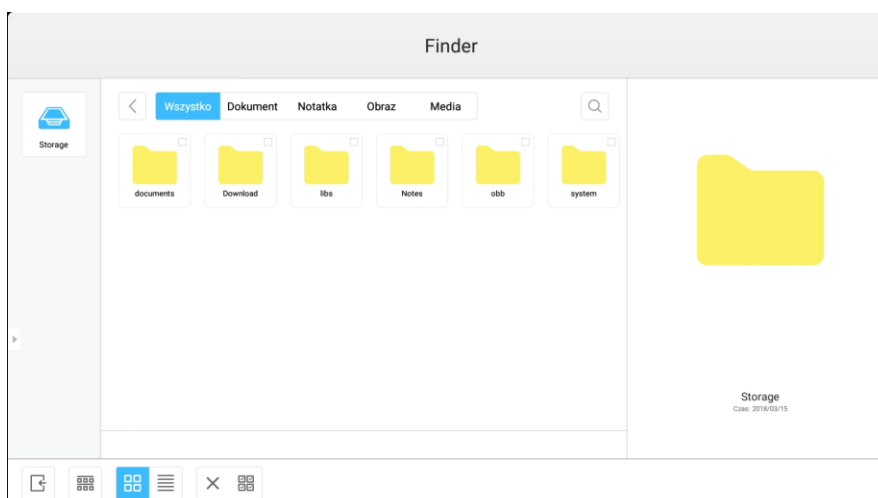 Finder
Storage
Wszystko Dokument Notatka Obraz Media
documents Download libs Notes obb system
Storage
Czas: 2018/03/15